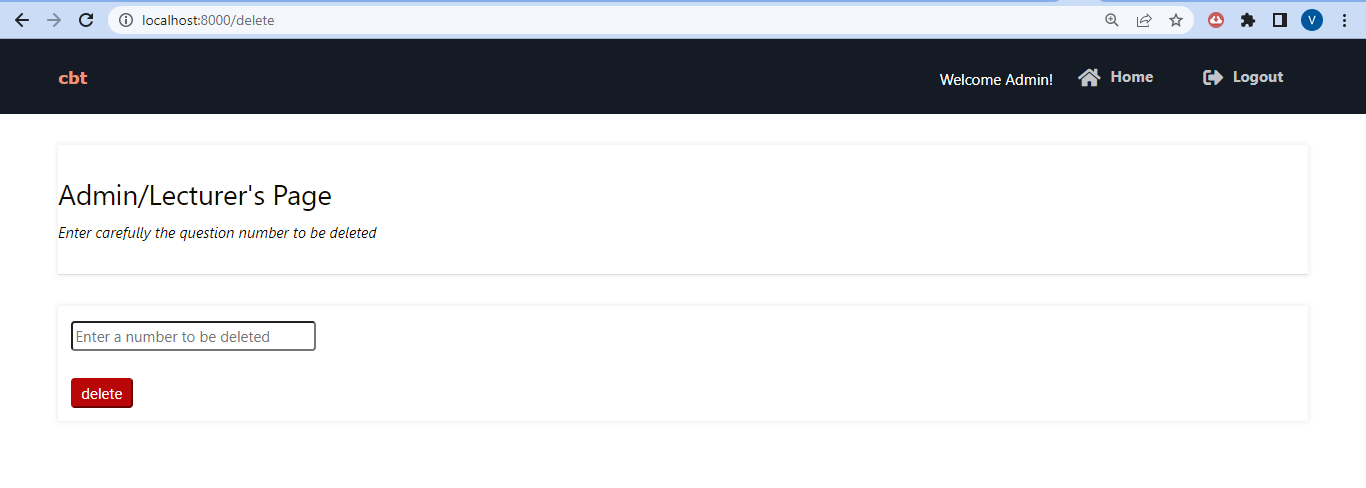 localhost:8000/delete
V
cbt
Welcome Admin!
Home
Logout
Admin/Lecturer's Page
Enter carefully the question number to be deleted
Enter a number to be deleted
delete